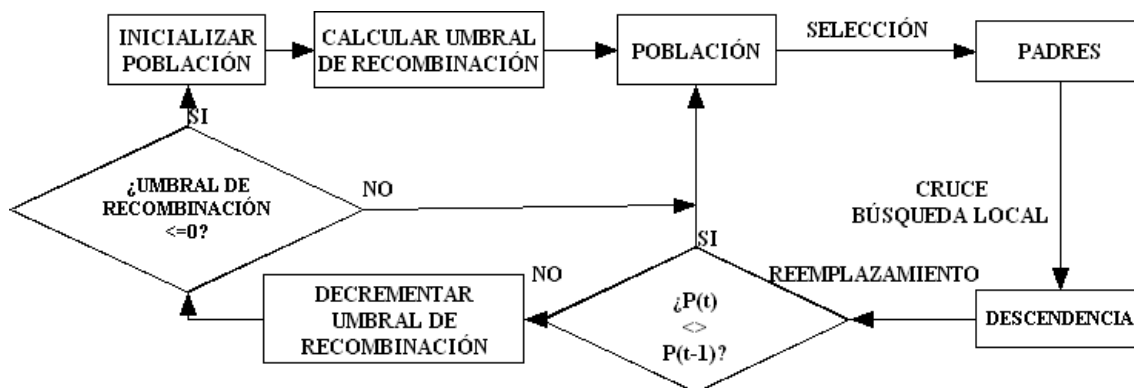 INICIALIZAR
POBLACIÓN
CALCULAR UMBRAL
DE RECOMBINACIÓN
POBLACIÓN
SELECCIÓN
PADRES
SI
¿UMBRAL DE
RECOMBINACIÓN
<=0?
NO
CRUCE
BÚSQUEDA LOCAL
SI
REEMPLAZAMIENTO
NO
DECREMENTAR
UMBRAL DE
RECOMBINACIÓN
¿P(t)
<>
P(t-1)?
DESCENDENCIA